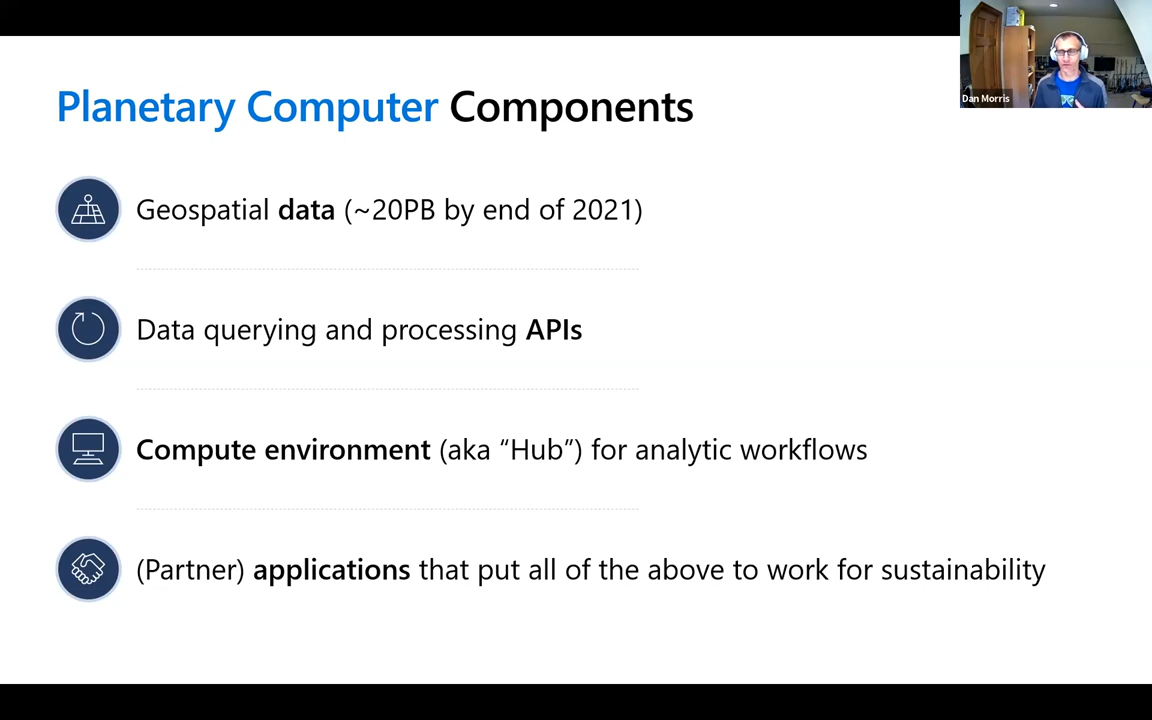 Planetary Computer Components
Dan Morris
Geospatial data (~20PB by end of 2021)
Data querying and processing APIs
Compute environment (aka “Hub”) for analytic workflows
(Partner) applications that put all of the above to work for sustainability